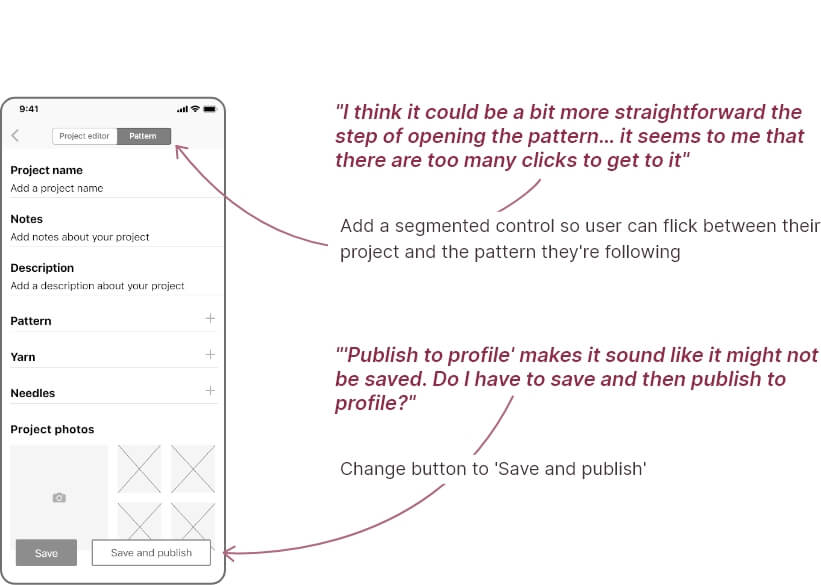 9:41
Project editor Pattern
Project name
Add a project name
Notes
Add notes about your project
Description
Add a description about your project
Pattern
Yarn
Needles
Project photos
Save Save and publish
"I think it could be a bit more straightforward the
step of opening the pattern... it seems to me that
there are too many clicks to get to it"
Add a segmented control so user can flick between their
project and the pattern they're following
"'Publish to profile' makes it sound like it might not
be saved. Do I have to save and then publish to
profile?"
Change button to 'Save and publish'